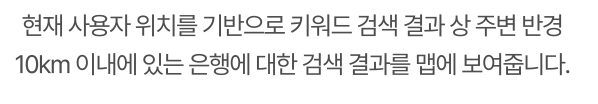 현재 사용자 위치를 기반으로 키워드 검색 결과 상 주변 반경
10km 이내에 있는 은행에 대한 검색 결과를 맵에 보여줍니다.